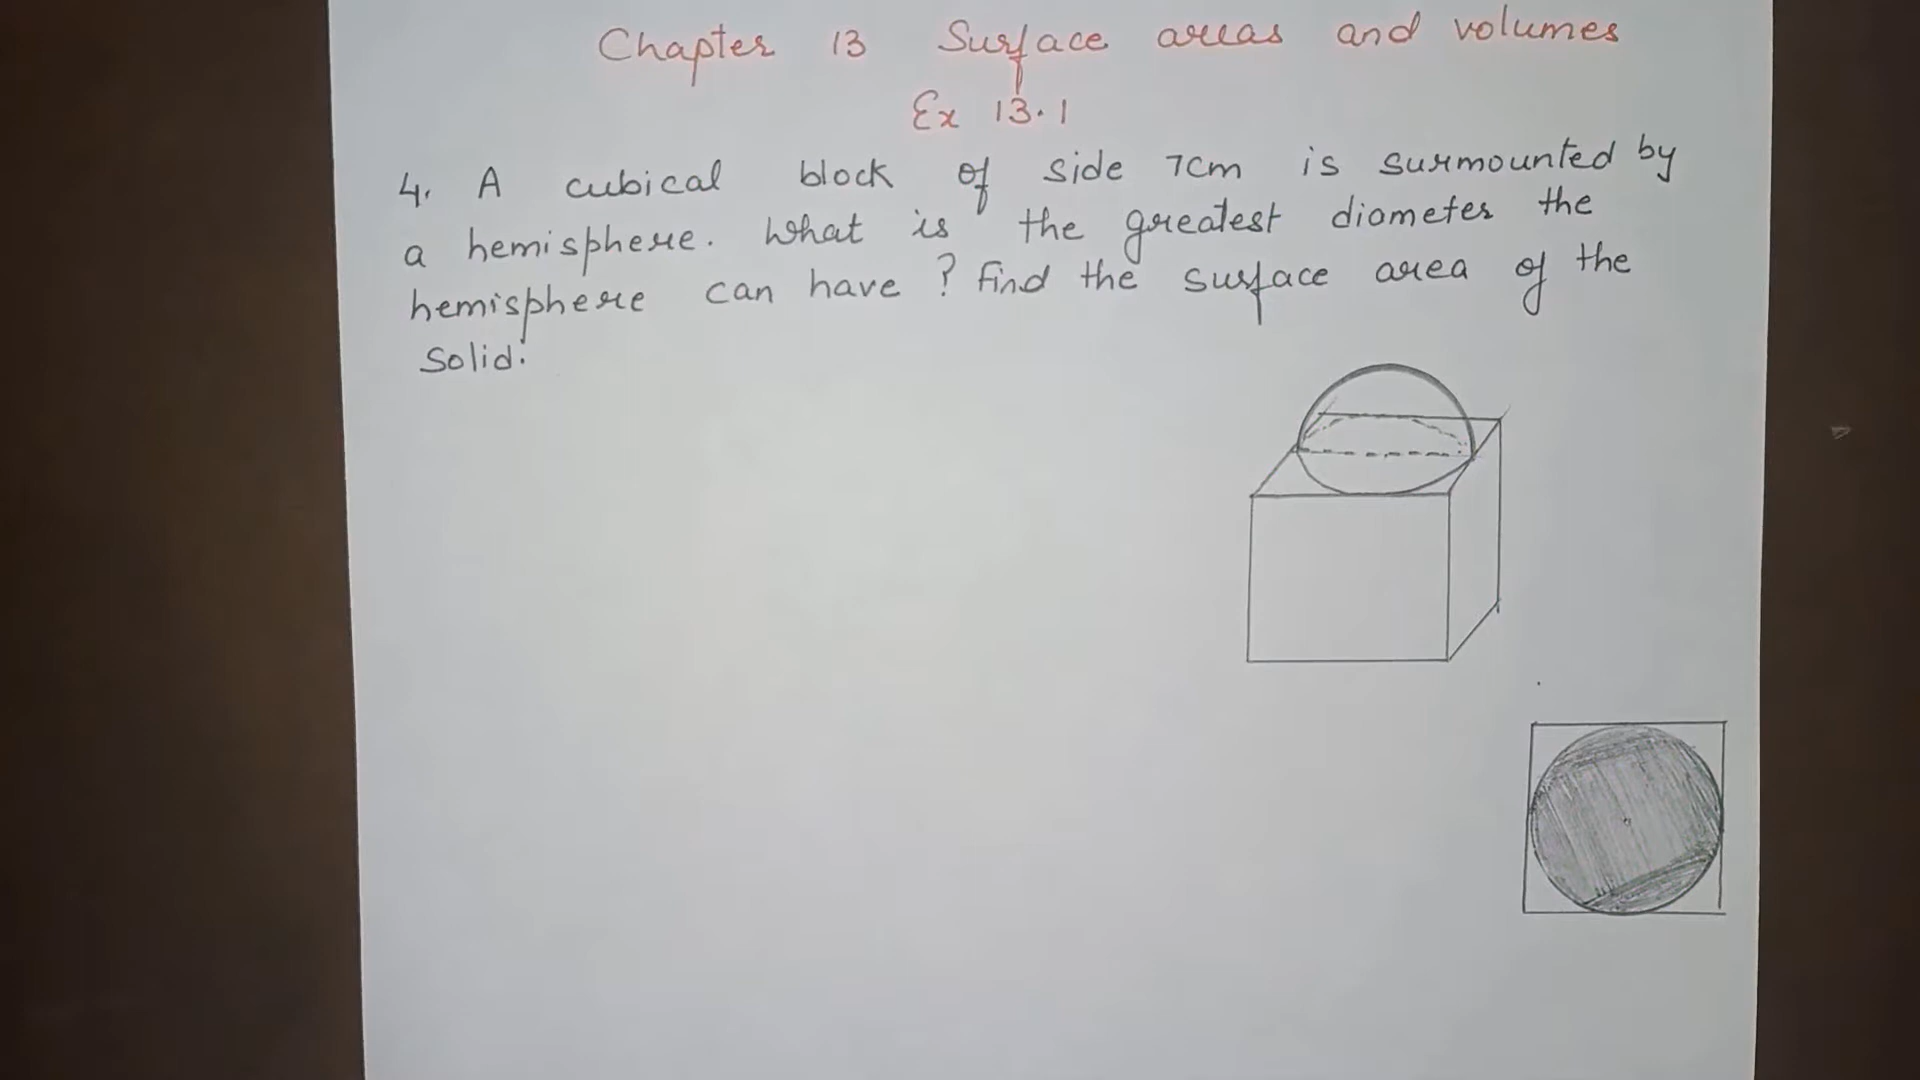 Chapter 13 Surface areas and volumes
Ex 13.1
4. A cubical block of side 7cm is surmounted by
a hemisphere. What is the greatest diameter the
hemisphere can have ? Find the surface area of the
Solid.